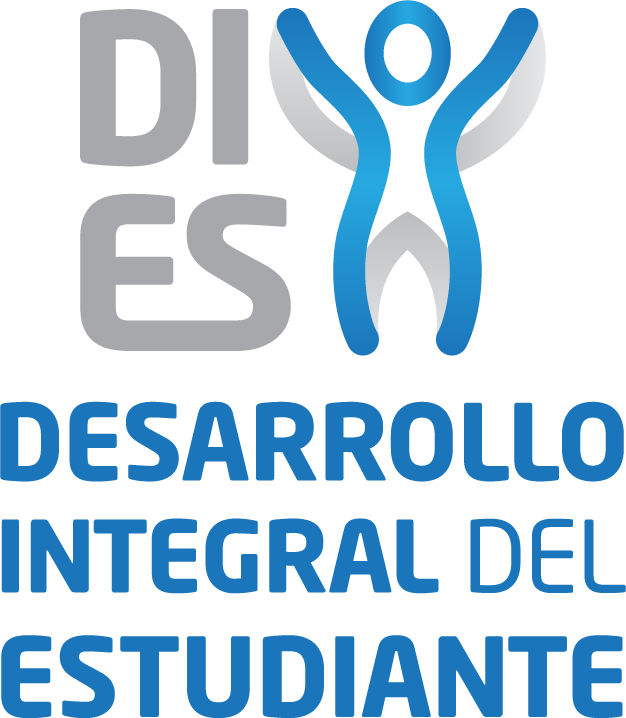 DI
ES
DESARROLLO
INTEGRAL DEL
ESTUDIANTE